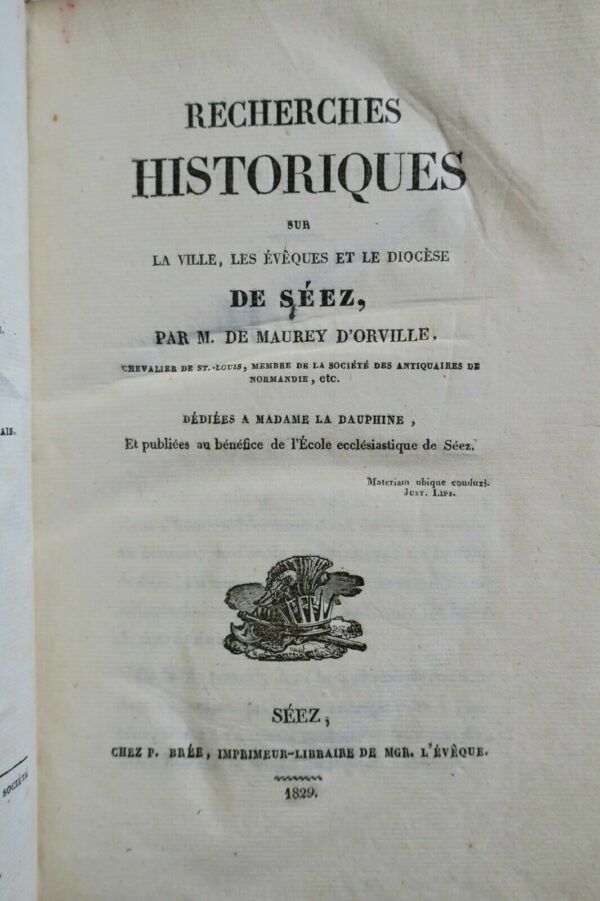 RECHERCHES
HISTORIQUES
SUR
LA VILLE, LES ÉVÊQUES ET LE DIOCÈSE
DE SÉEZ,
PAR M. DE MAUREY D'ORVILLE,
CHEVALIER DE ST.-LOUIS, MEMBRE DE LA SOCIÉTÉ DES ANTIQUAIRES DE
NORMANDIE, etc.
DÉDIÉES A MADAME LA DAUPHINE,
Et publiées au bénéfice de l'École ecclésiastique de Séez.
Materiam ubique conduxi.
JUST. LIPS.
SÉEZ,
CHEZ P. BRÉE, IMPRIMEUR-LIBRAIRE DE MGR. L'ÉVÊQUE.
1829.
AIS.
SOCIÉTÉ